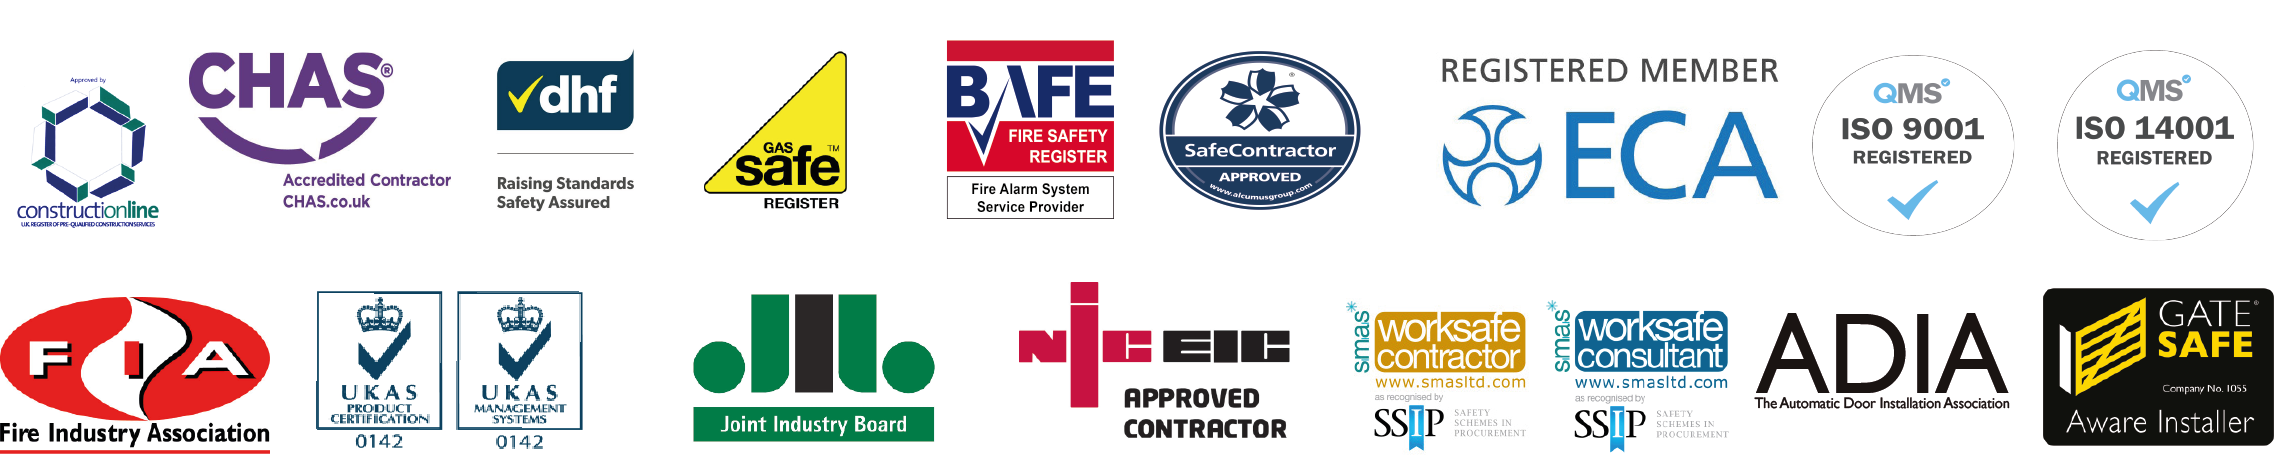 Approved by
constructionline
U.K. REGISTER OF PRE-QUALIFIED CONSTRUCTION SERVICES
CHAS®
Accredited Contractor
CHAS.co.uk
dhf
Raising Standards
Safety Assured
GAS
safe™
REGISTER
BAFE
FIRE SAFETY
REGISTER
Fire Alarm System
Service Provider
®
SafeContractor
APPROVED
www.alcumusgroup.com
REGISTERED MEMBER
ECA
QMS
ISO 9001
REGISTERED
QMS
ISO 14001
REGISTERED
FIA
Fire Industry Association
UKAS
PRODUCT
CERTIFICATION
0142
UKAS
MANAGEMENT
SYSTEMS
0142
JIB
Joint Industry Board
NICEIC
APPROVED
CONTRACTOR
smas
worksafe
contractor
www.smasltd.com
as recognised by
SSIP
SAFETY
SCHEMES IN
PROCUREMENT
smas
worksafe
consultant
www.smasltd.com
as recognised by
SSIP
SAFETY
SCHEMES IN
PROCUREMENT
ADIA
The Automatic Door Installation Association
GATE®
SAFE
Company No. 1055
Aware Installer